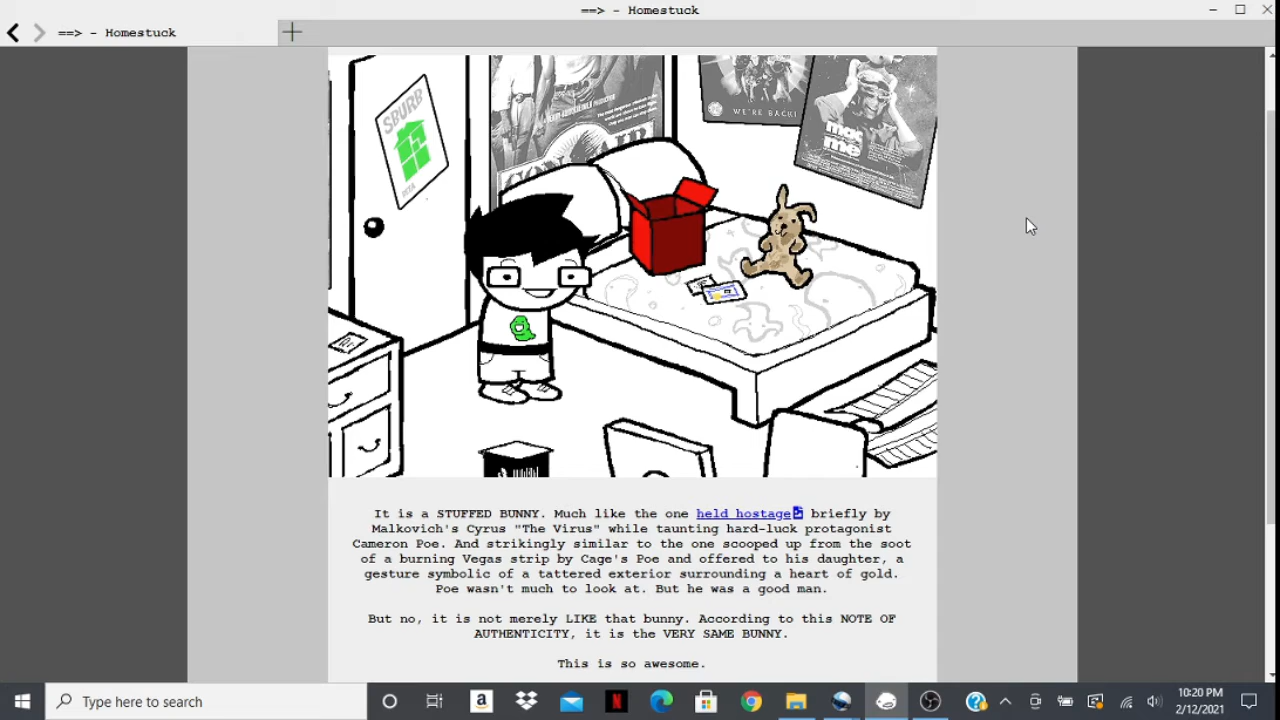 ==> - Homestuck
==> - Homestuck
SBURB
BETA
CON AIR
WE'RE BACK!
me
It is a STUFFED BUNNY. Much like the one held hostage briefly by
Malkovich's Cyrus "The Virus" while taunting hard-luck protagonist
Cameron Poe. And strikingly similar to the one scooped up from the soot
of a burning Vegas strip by Cage's Poe and offered to his daughter, a
gesture symbolic of a tattered exterior surrounding a heart of gold.
Poe wasn't much to look at. But he was a good man.
But no, it is not merely LIKE that bunny. According to this NOTE OF
AUTHENTICITY, it is the VERY SAME BUNNY.
This is so awesome.
Type here to search
10:20 PM
2/12/2021